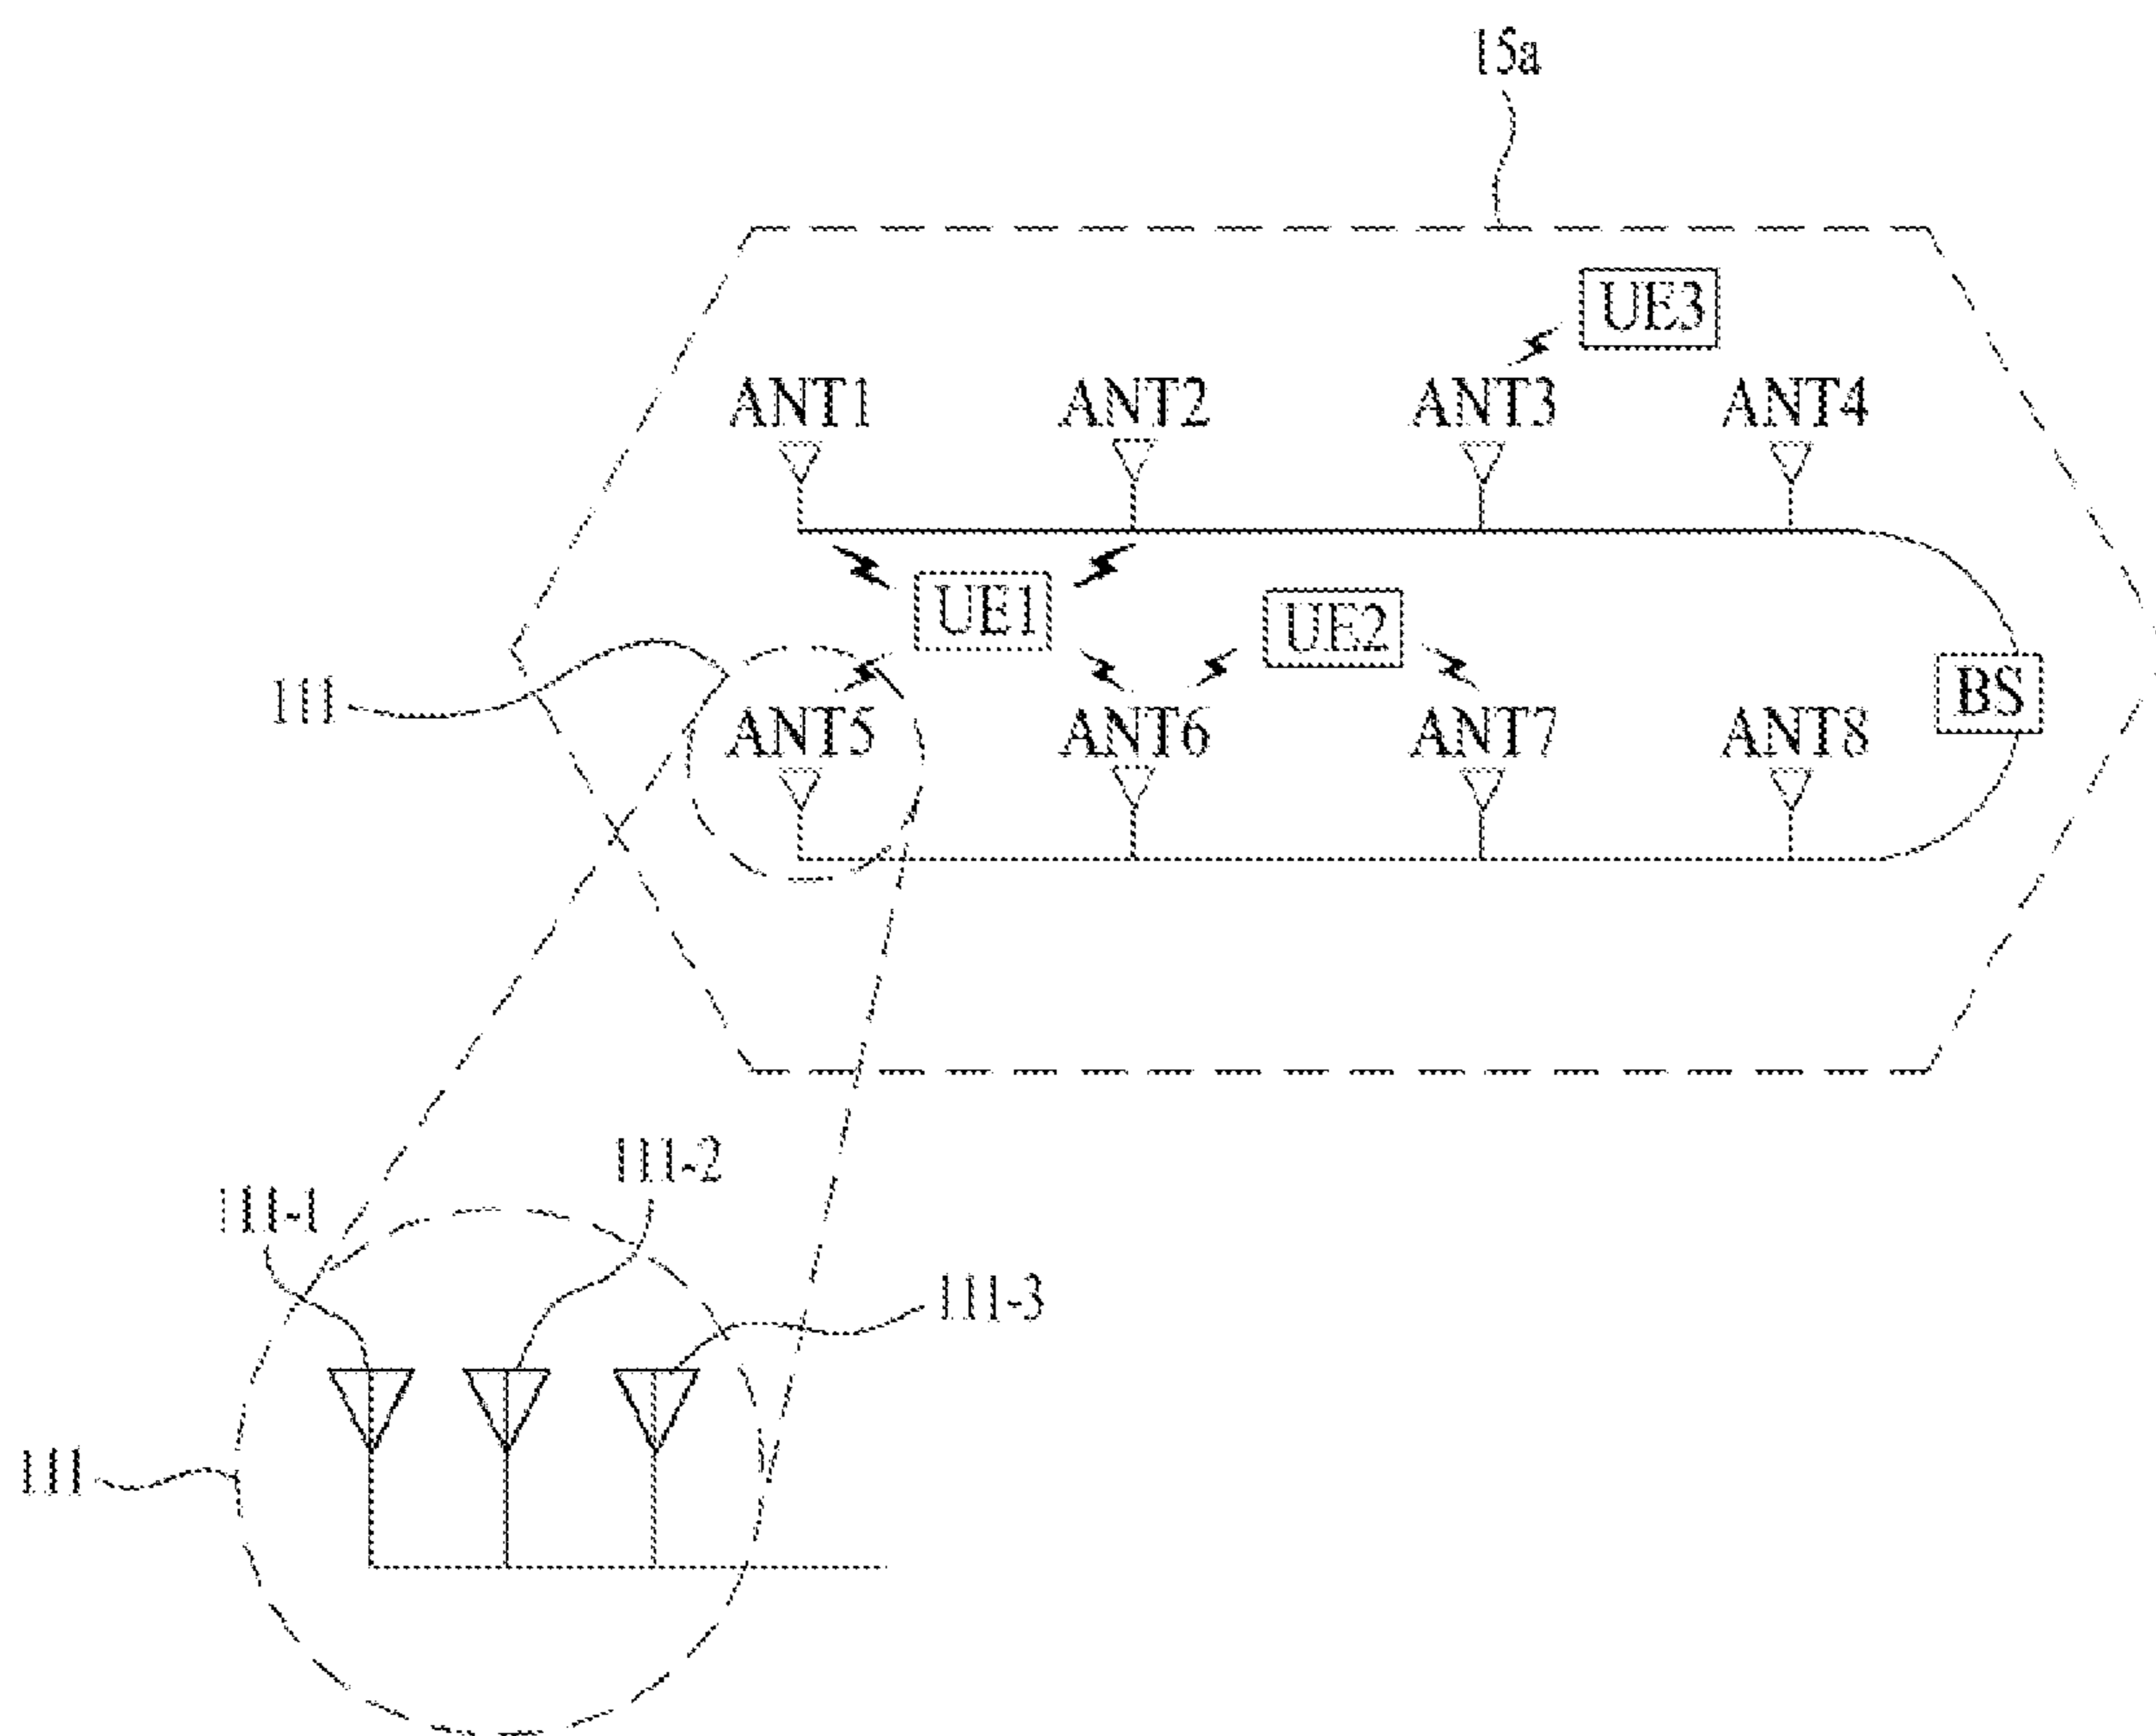 15a
UE3
ANT1 ANT2 ANT3 ANT4
UE1 UE2
111
BS
ANT5 ANT6 ANT7 ANT8
111-2
111-1
111-3
111